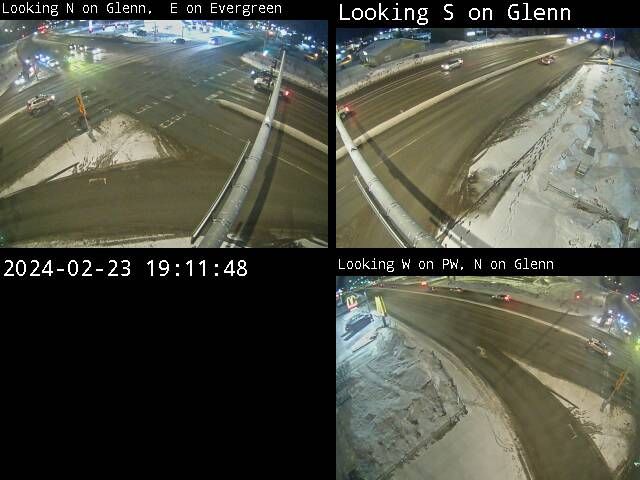 Looking N on Glenn,  E on Evergreen
Looking S on Glenn
2024-02-23 19:11:48
Looking W on PW, N on Glenn